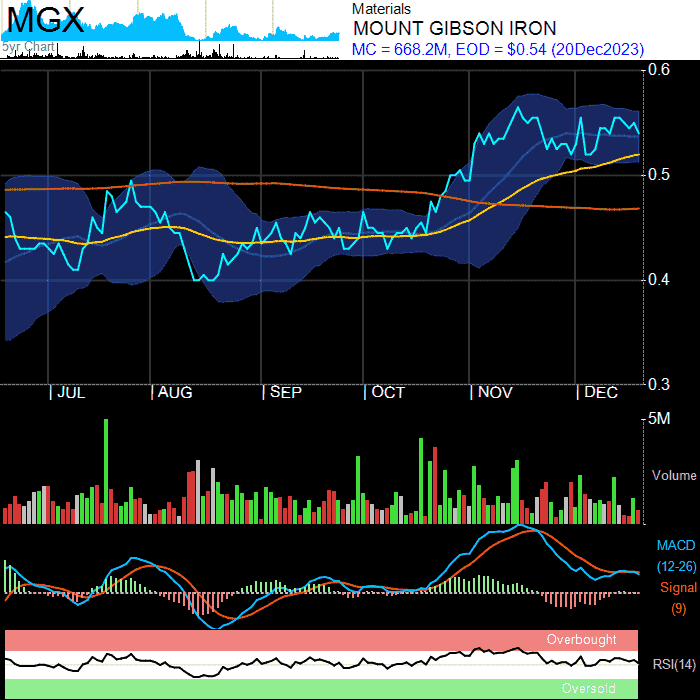 MGX
5yr Chart
Materials
MOUNT GIBSON IRON
MC = 668.2M, EOD = $0.54 (20Dec2023)
0.6
0.5
0.4
0.3
JUL
AUG
SEP
OCT
NOV
DEC
5M
Volume
MACD
(12-26)
Signal
(9)
Overbought
RSI(14)
Oversold